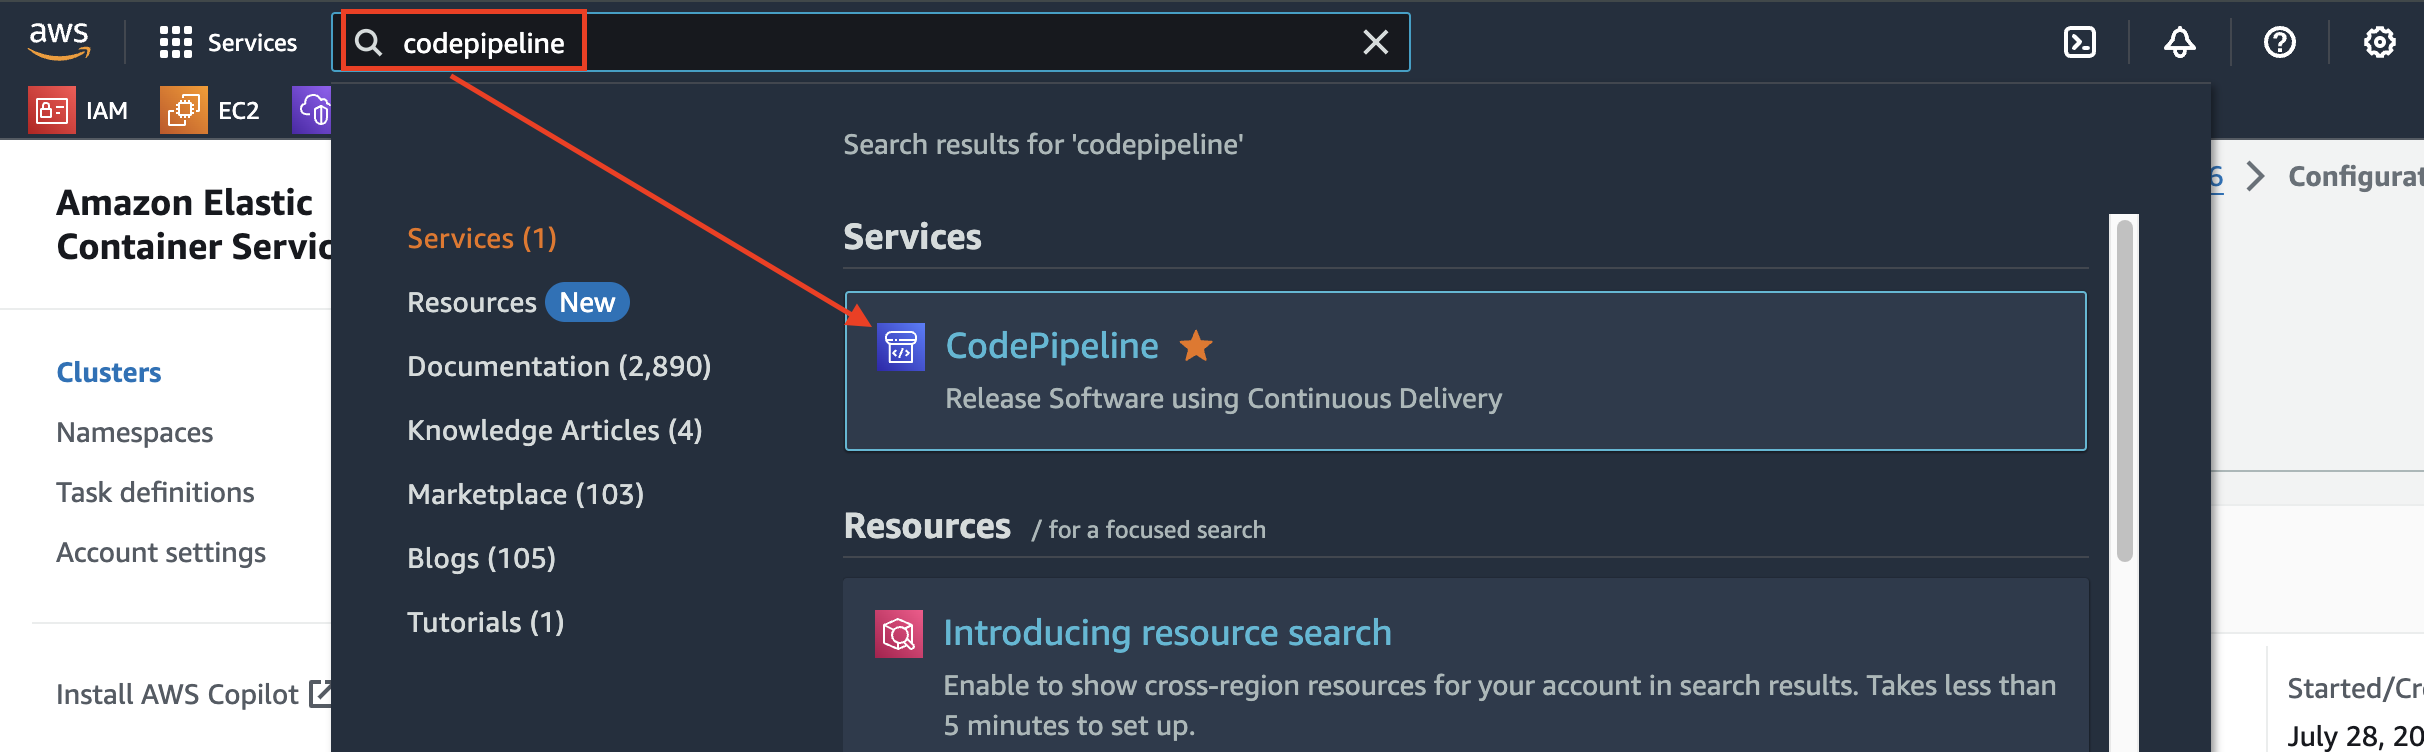 aws
Services
codepipeline
IAM
EC2
Search results for 'codepipeline'
Amazon Elastic
Container Servic
Clusters
Namespaces
Task definitions
Account settings
Install AWS Copilot
Services (1)
Resources New
Documentation (2,890)
Knowledge Articles (4)
Marketplace (103)
Blogs (105)
Tutorials (1)
Services
CodePipeline
Release Software using Continuous Delivery
Resources / for a focused search
Introducing resource search
Enable to show cross-region resources for your account in search results. Takes less than
5 minutes to set up.
6
Configurat
Started/Cr
July 28, 20